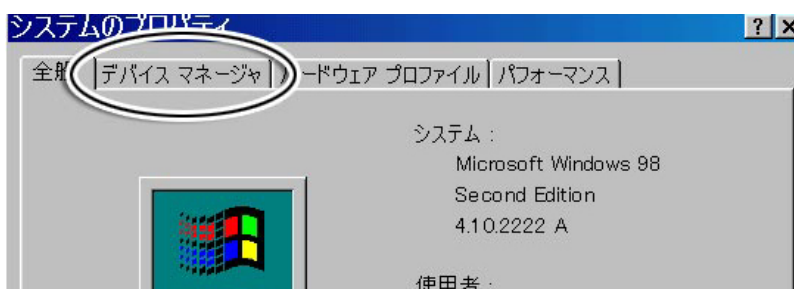 システムのプロパティ
全般 デバイス マネージャ ハードウェア プロファイル パフォーマンス
システム :
Microsoft Windows 98
Second Edition
4.10.2222 A
使用者 :